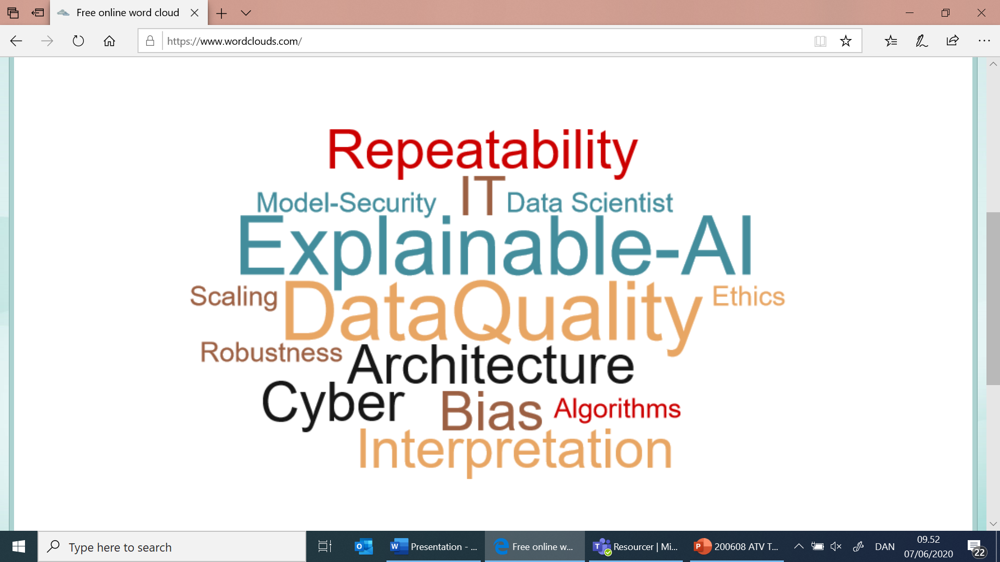 Free online word cloud
https://www.wordclouds.com/
Repeatability
IT
Model-Security
Data Scientist
Explainable-AI
Scaling
DataQuality
Ethics
Robustness
Architecture
Cyber
Bias
Algorithms
Interpretation
Type here to search
Presentation - ...
Free online w...
Resourcer | Mi...
200608 ATV T...
DAN
09.52
07/06/2020
22